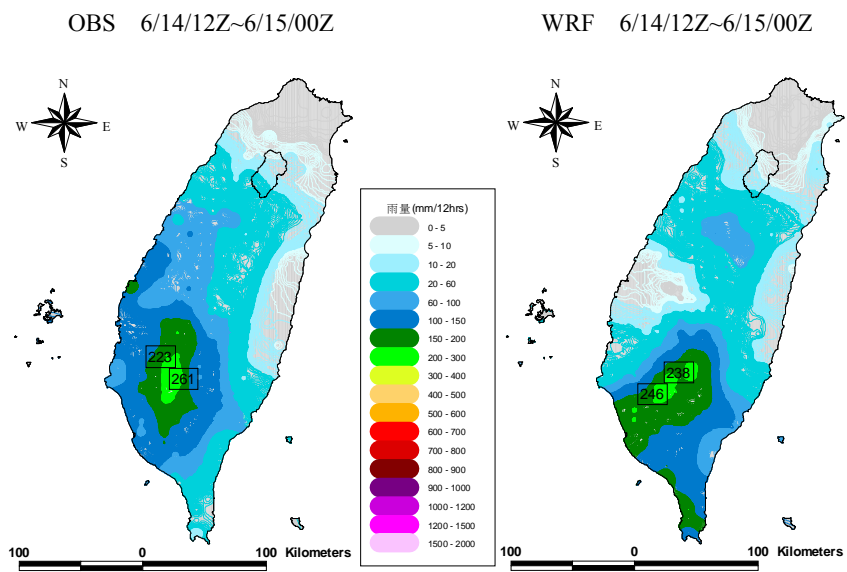 OBS 6/14/12Z~6/15/00Z
WRF 6/14/12Z~6/15/00Z
N
W
E
S
N
W
E
S
雨量(mm/12hrs)
0 - 5
5 - 10
10 - 20
20 - 60
60 - 100
100 - 150
150 - 200
200 - 300
300 - 400
400 - 500
500 - 600
600 - 700
700 - 800
800 - 900
900 - 1000
1000 - 1200
1200 - 1500
1500 - 2000
223
261
238
246
100 0 100 Kilometers
100 0 100 Kilometers